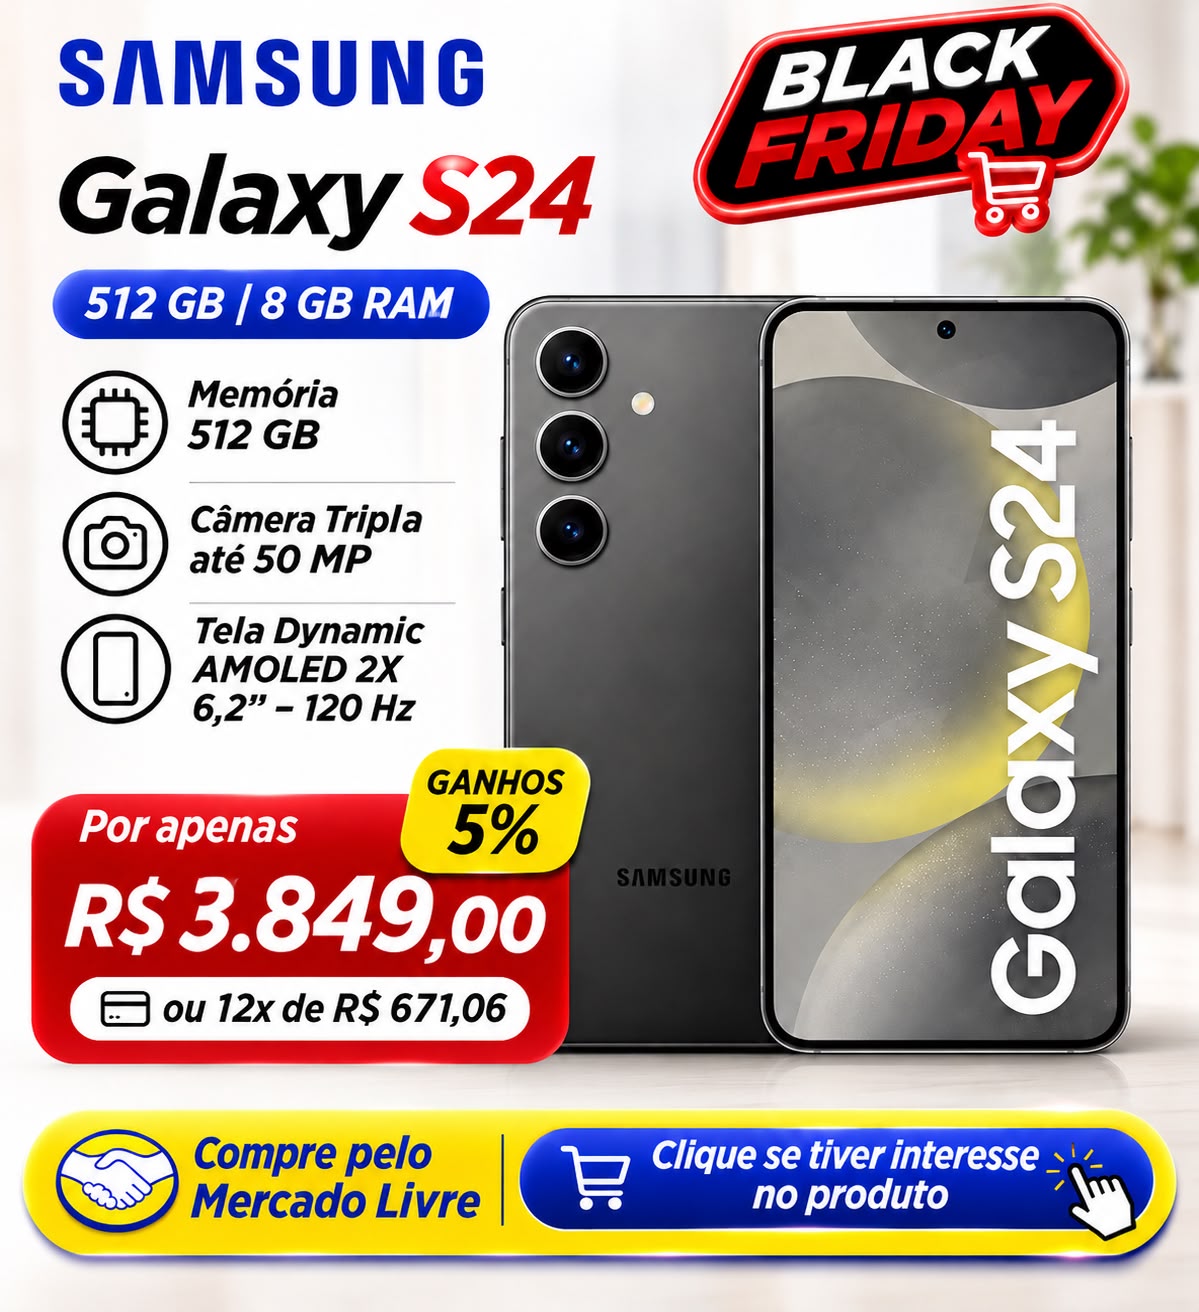 SAMSUNG
BLACK
FRIDAY
Galaxy S24
512 GB | 8 GB RAM
Memória
512 GB
Câmera Tripla
até 50 MP
Tela Dynamic
AMOLED 2X
6,2” – 120 Hz
GANHOS
5%
Por apenas
R$ 3.849,00
ou 12x de R$ 671,06
SAMSUNG
Galaxy S24
Compre pelo
Mercado Livre
Clique se tiver interesse
no produto